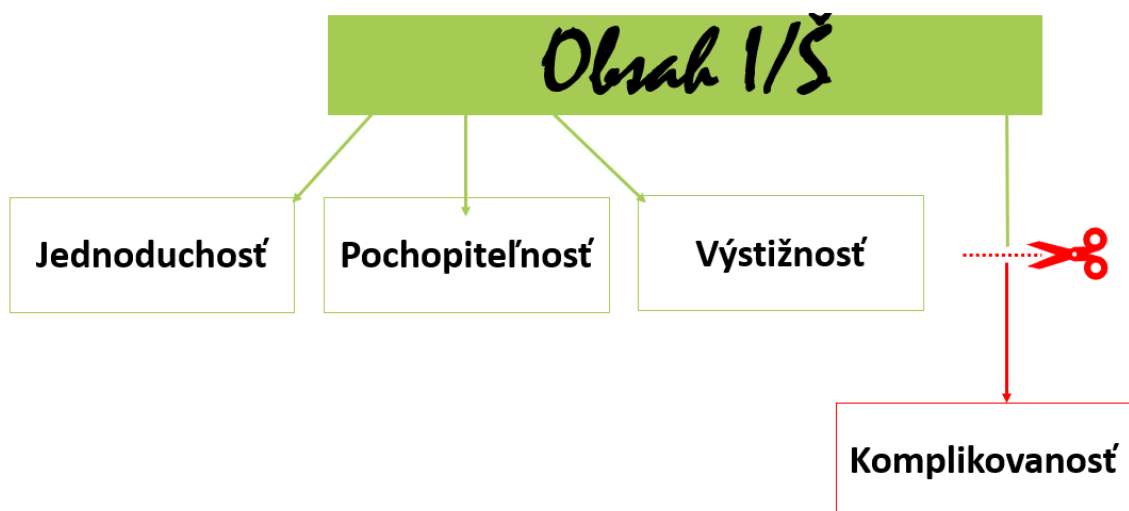 Obsah I/Š
Jednoduchosť
Pochopiteľnosť
Výstižnosť
Komplikovanosť